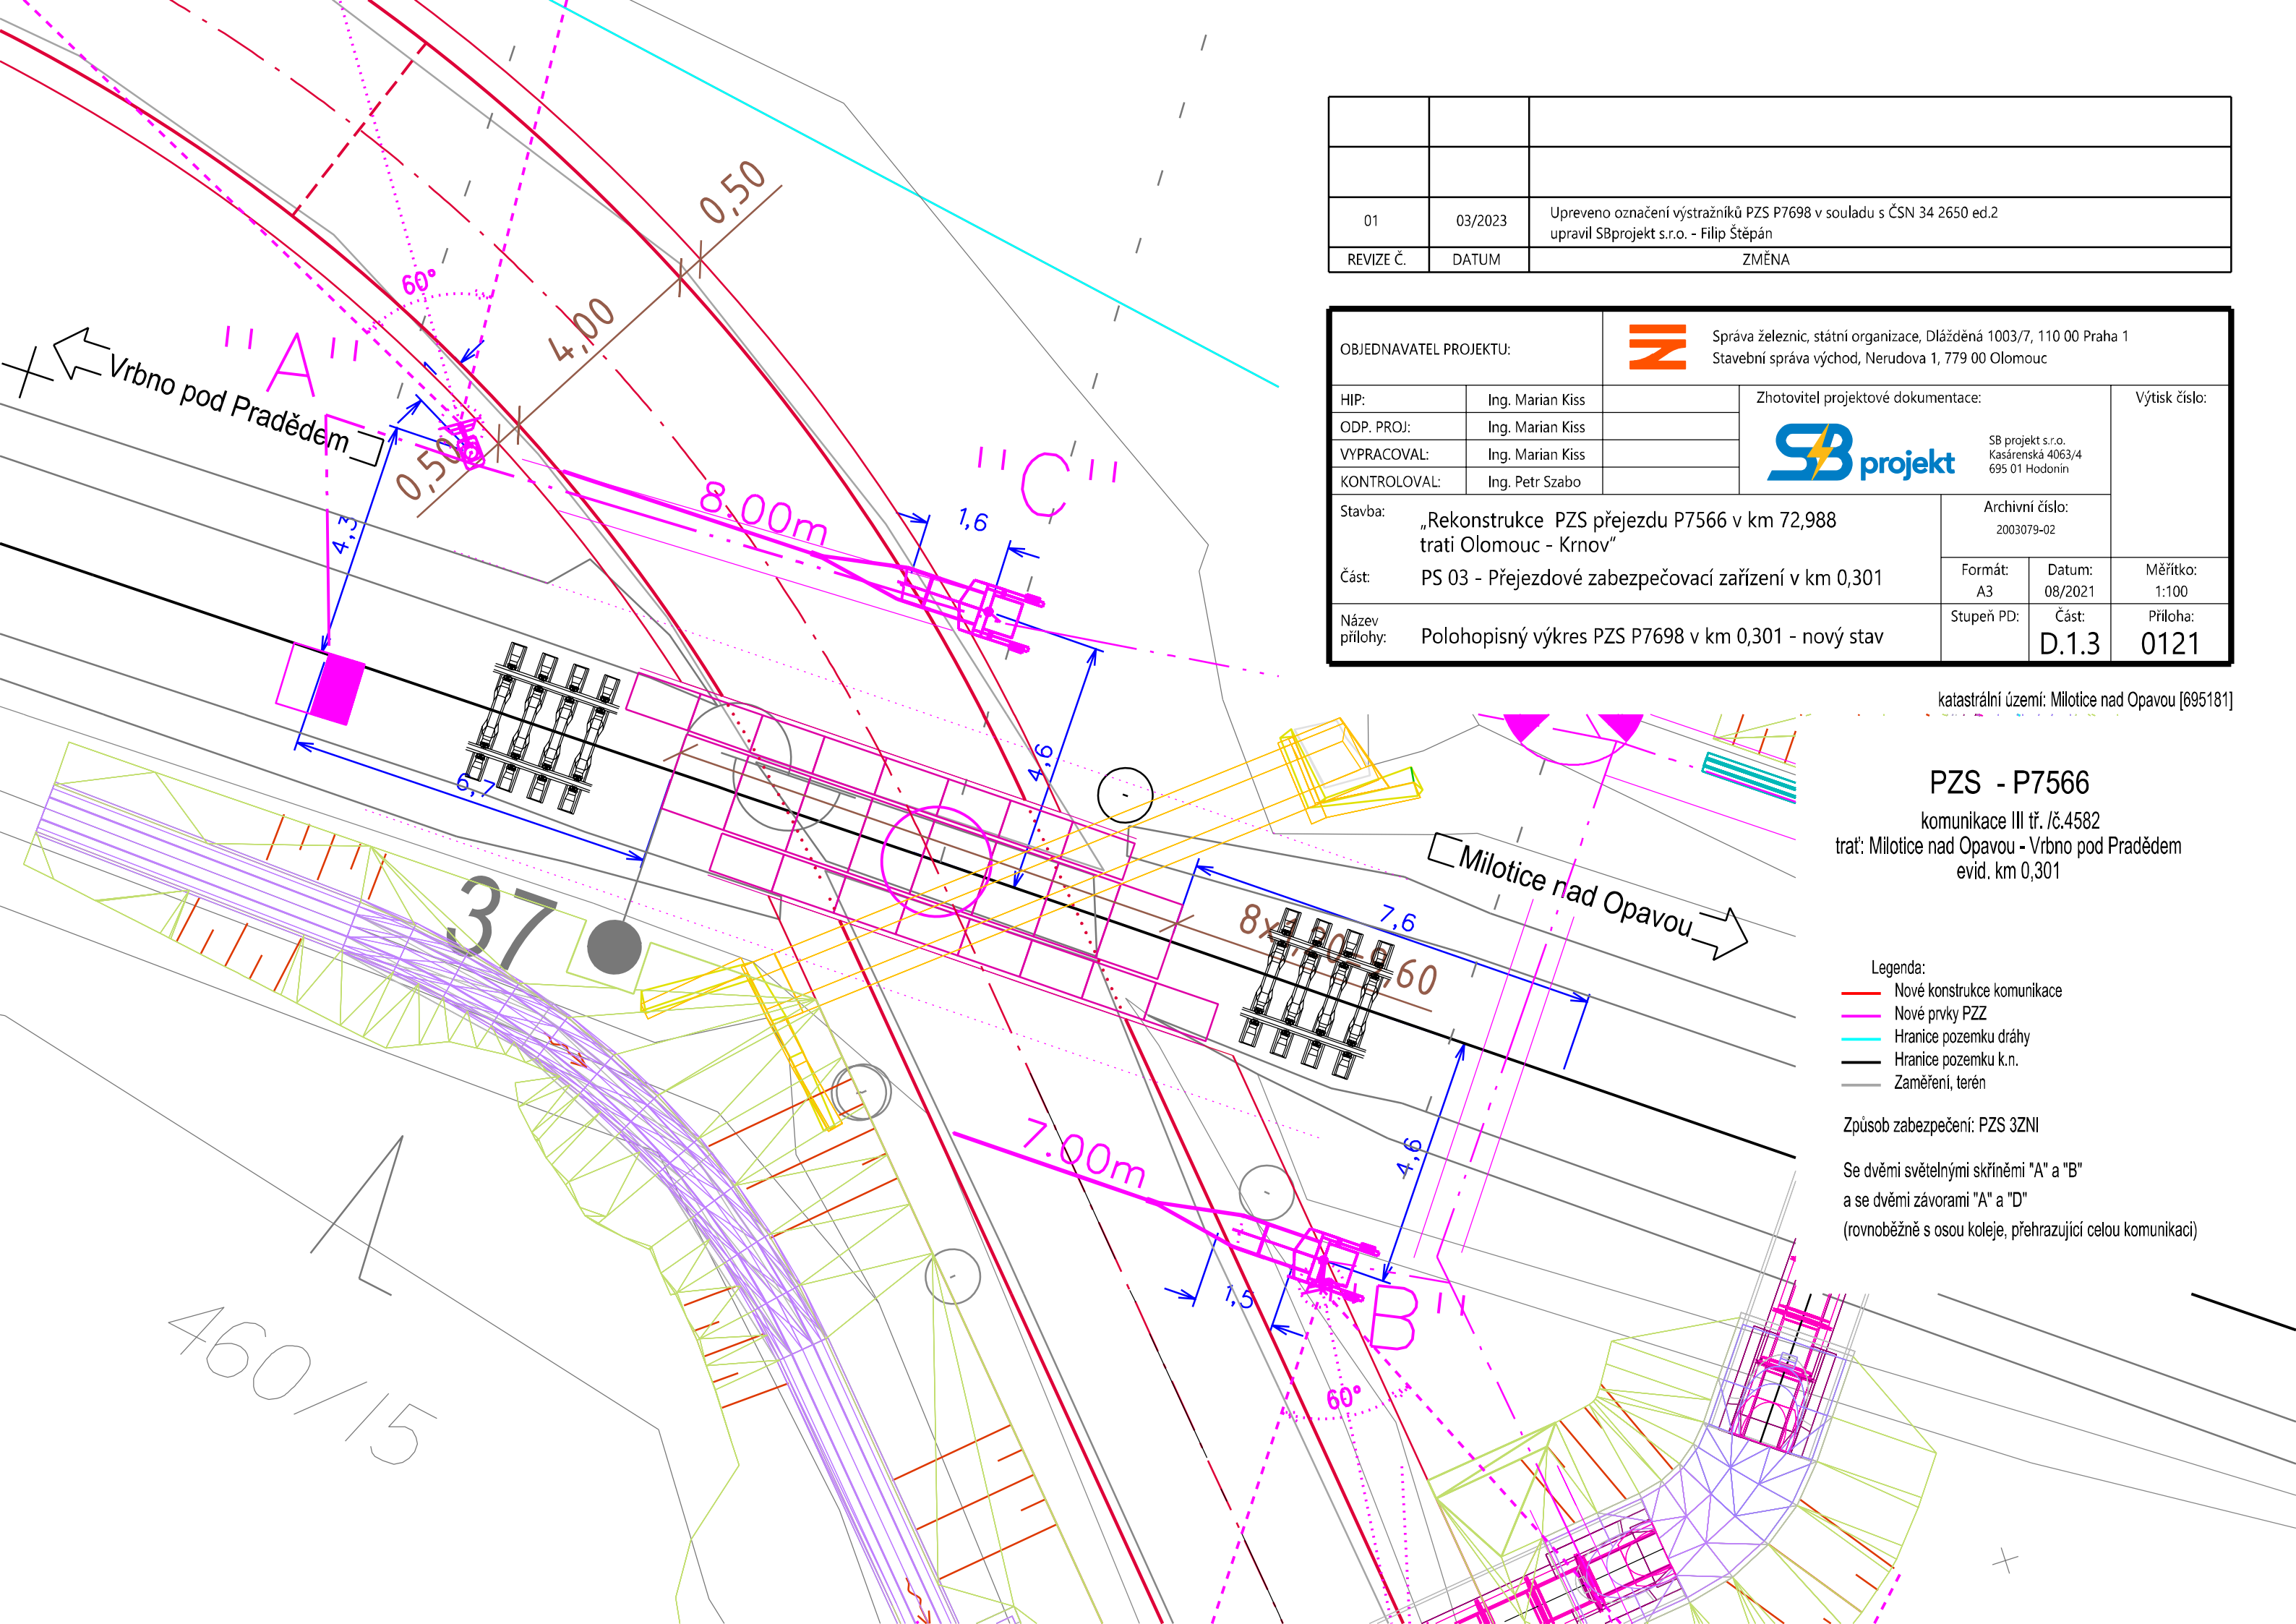 01
03/2023
Upreveno označení výstražníků PZS P7698 v souladu s ČSN 34 2650 ed.2
upravil SBprojekt s.r.o. - Filip Štěpán
REVIZE Č.
DATUM
ZMĚNA
OBJEDNAVATEL PROJEKTU:
Správa železnic, státní organizace, Dlážděná 1003/7, 110 00 Praha 1
Stavební správa východ, Nerudova 1, 779 00 Olomouc
HIP:
Ing. Marian Kiss
ODP. PROJ:
Ing. Marian Kiss
VYPRACOVAL:
Ing. Marian Kiss
KONTROLOVAL:
Ing. Petr Szabo
Zhotovitel projektové dokumentace:
SB projekt
SB projekt s.r.o.
Kasárenská 4063/4
695 01 Hodonín
Výtisk číslo:
Stavba:
„Rekonstrukce PZS přejezdu P7566 v km 72,988
trati Olomouc - Krnov“
Archivní číslo:
2003079-02
Část:
PS 03 - Přejezdové zabezpečovací zařízení v km 0,301
Formát:
A3
Datum:
08/2021
Měřítko:
1:100
Název
přílohy:
Polohopisný výkres PZS P7698 v km 0,301 - nový stav
Stupeň PD:
Část:
D.1.3
Příloha:
0121
katastrální území: Milotice nad Opavou [695181]
PZS - P7566
komunikace III tř. /č.4582
trať: Milotice nad Opavou - Vrbno pod Pradědem
evid. km 0,301
Legenda:
Nové konstrukce komunikace
Nové prvky PZZ
Hranice pozemku dráhy
Hranice pozemku k.n.
Zaměření, terén
Způsob zabezpečení: PZS 3ZNI
Se dvěmi světelnými skříněmi "A" a "B"
a se dvěmi závorami "A" a "D"
(rovnoběžně s osou koleje, přehrazující celou komunikaci)
0,50
4,00
0,50
60°
"A"
Vrbno pod Pradědem
4,3
8.00m
"C"
1,6
4,6
6,7
37
Milotice nad Opavou
7,6
8x1,20=9,60
4,6
7.00m
1,5
"B"
60°
460/15